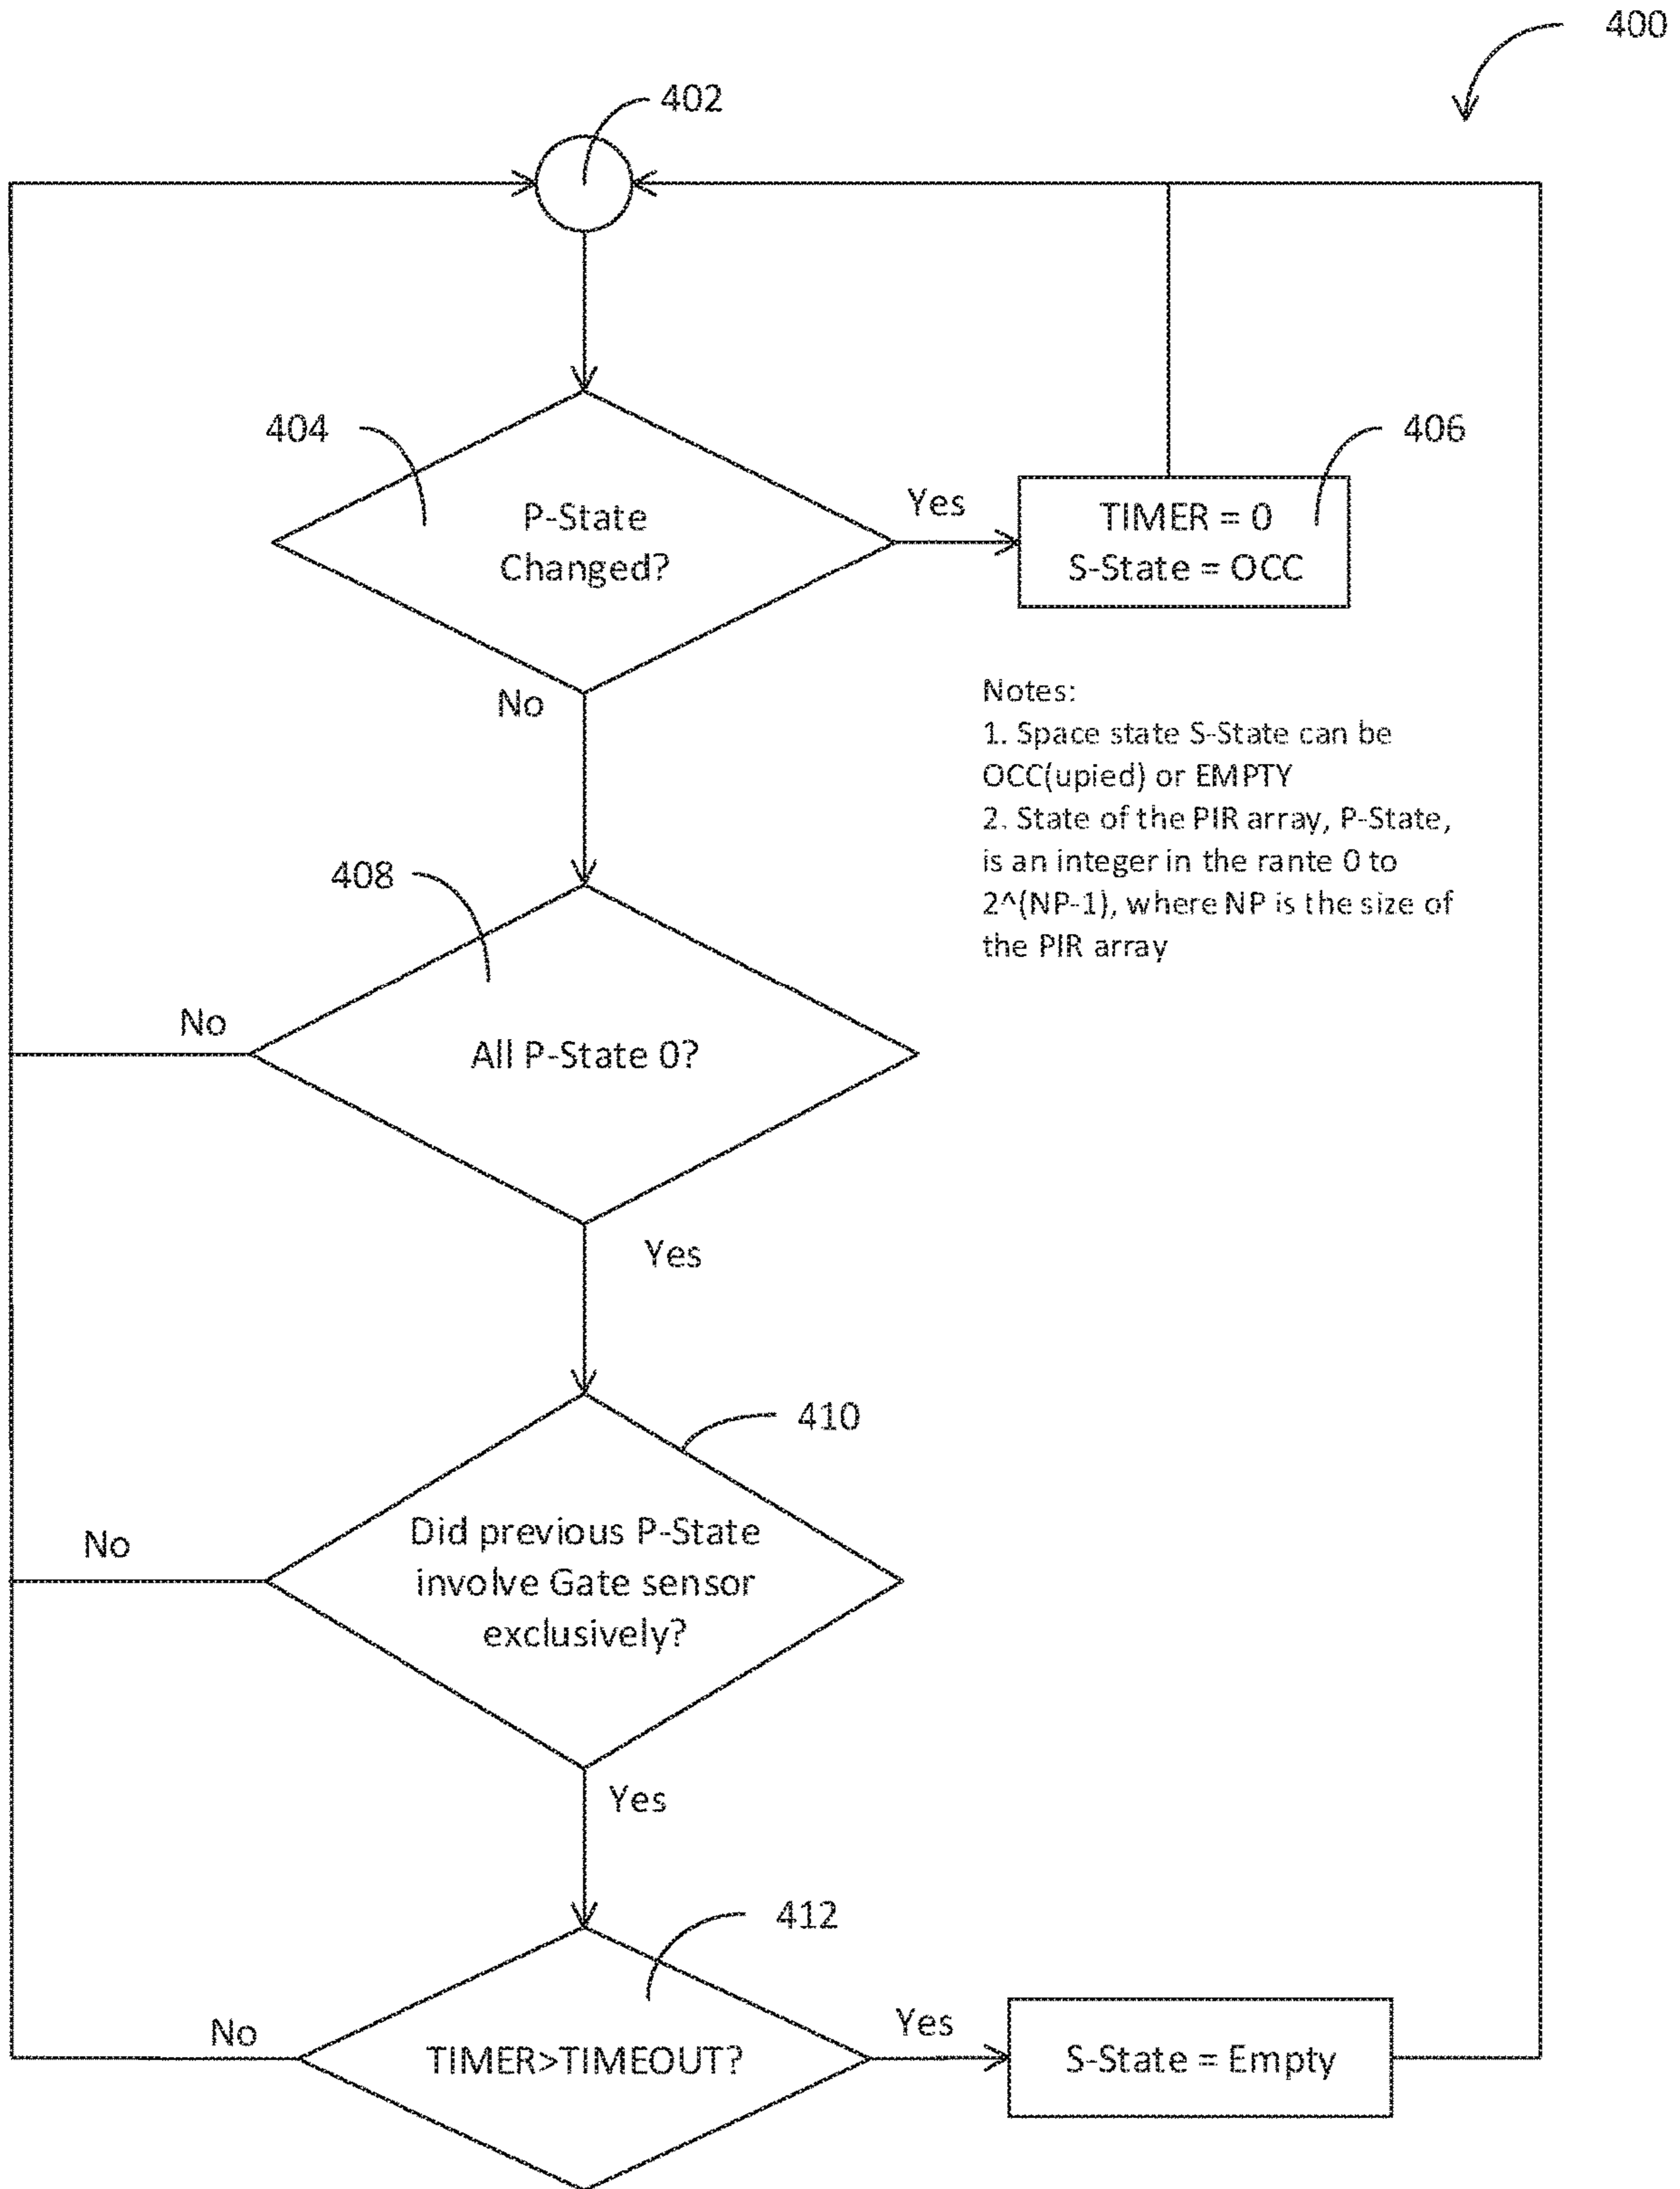 400
402
404
P-State
Changed?
Yes
406
TIMER = 0
S-State = OCC
No
Notes:
1. Space state S-State can be
OCC(upied) or EMPTY
2. State of the PIR array, P-State,
is an integer in the rante 0 to
2^(NP-1), where NP is the size of
the PIR array
408
No
All P-State 0?
Yes
410
No
Did previous P-State
involve Gate sensor
exclusively?
Yes
412
No
TIMER>TIMEOUT?
Yes
S-State = Empty